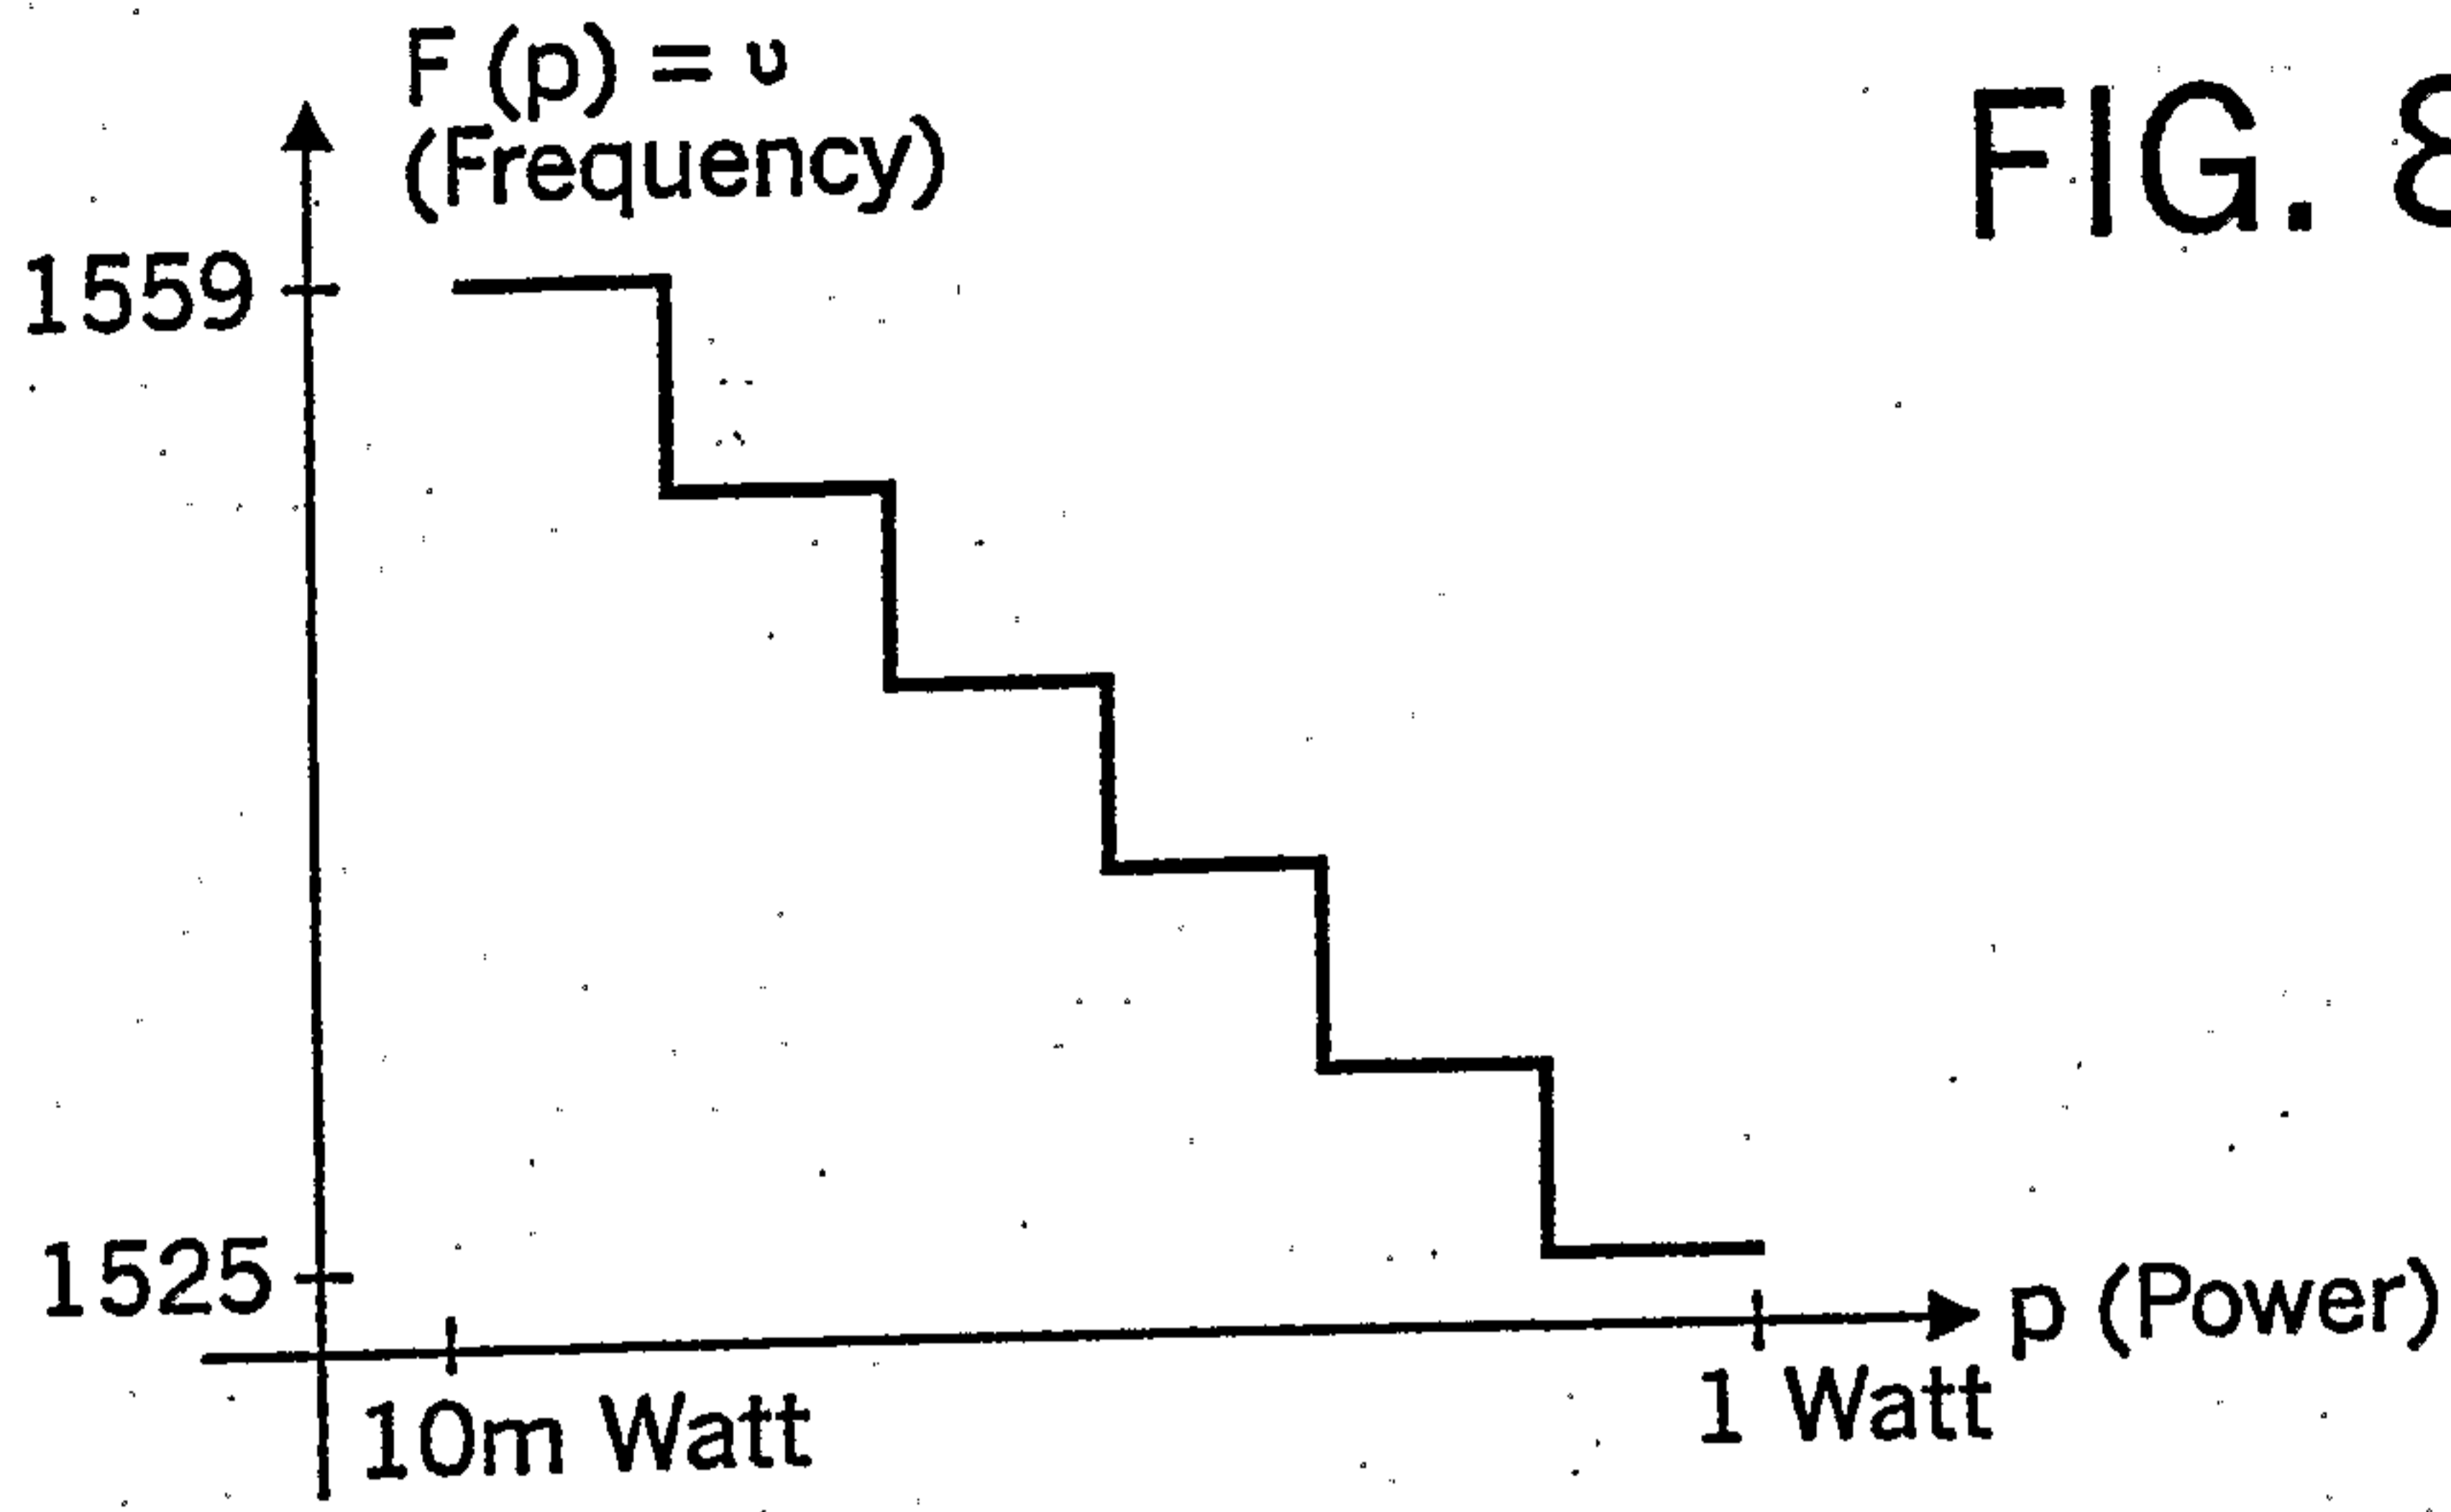 F (p) = υ
(Frequency)
FIG. 8
1559
1525
p (Power)
10m Watt
1 Watt